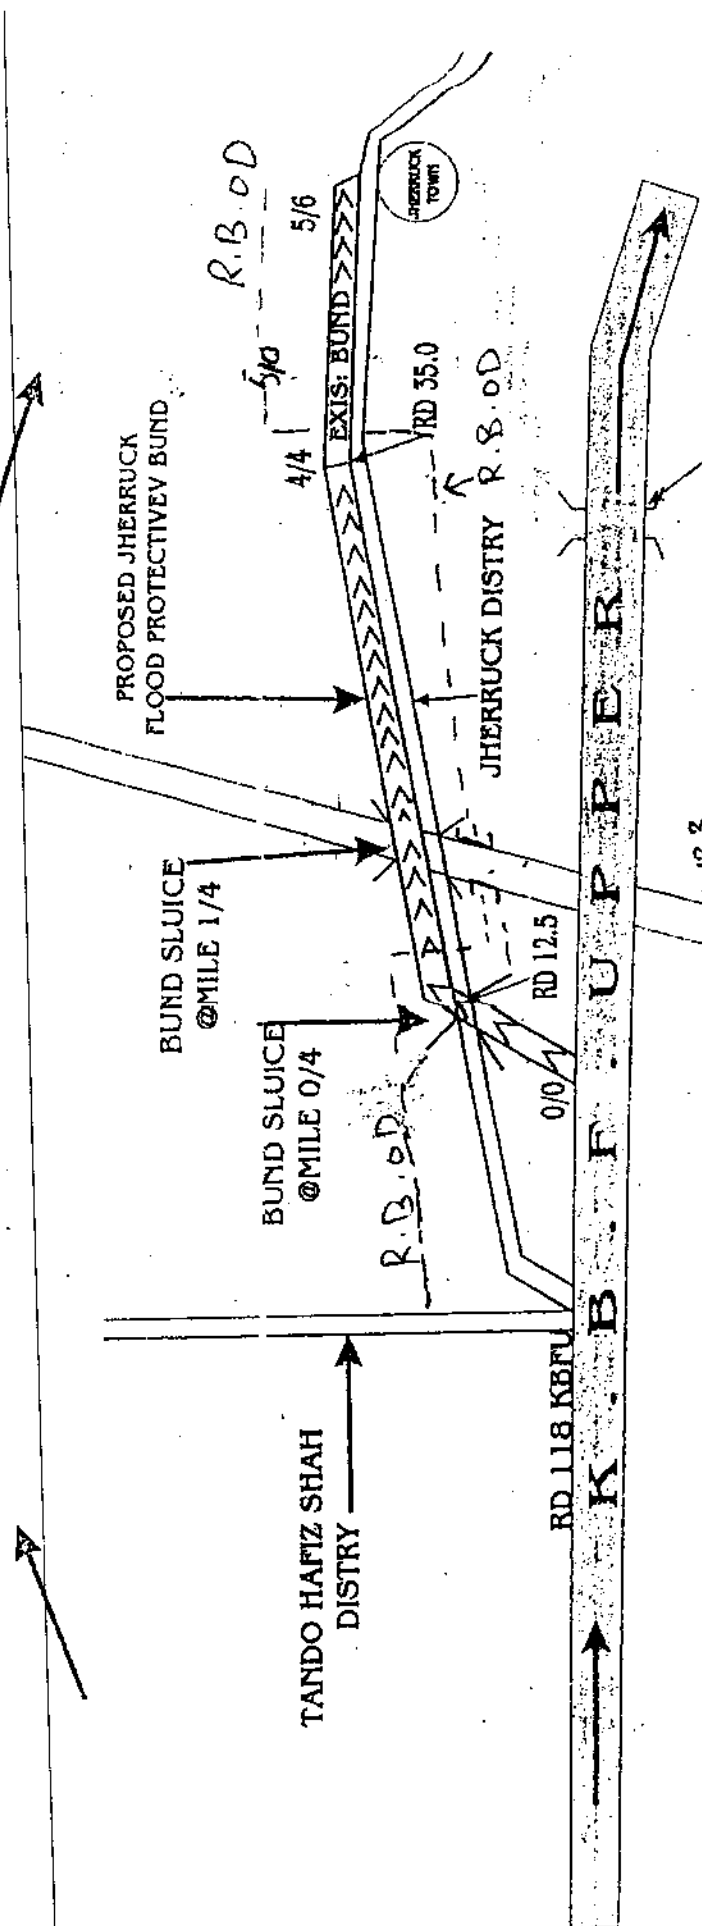 R.B.OD
5/6
JHERRUCK
TOWN
5/0
EXIS: BUND
4/4
RD 35.0
R.B.OD
PROPOSED JHERRUCK
FLOOD PROTECTIVEV BUND
JHERRUCK DISTRY
BUND SLUICE
@MILE 1/4
BUND SLUICE
@MILE 0/4
RD 12.5
0/0
R.B.OD
RD 118 KBFU
K.B.F.UPPER
TANDO HAFIZ SHAH
DISTRY